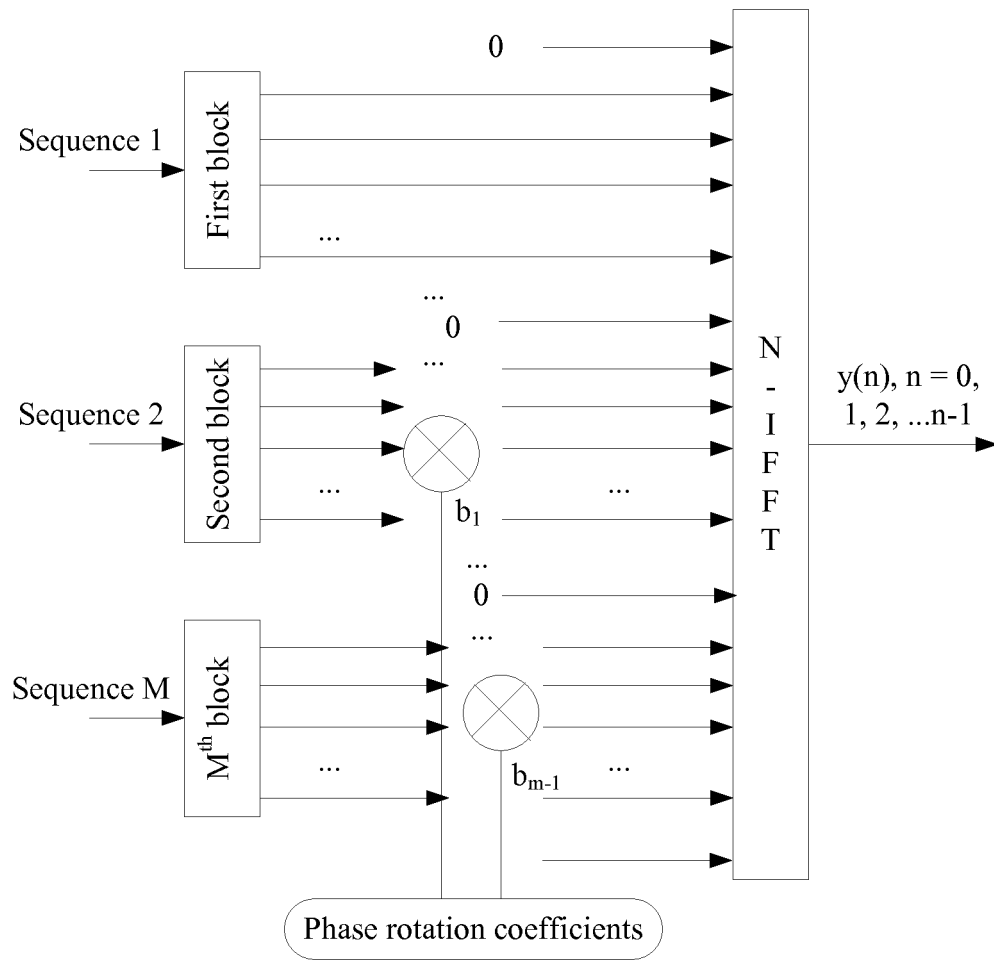 0
Sequence 1
First block
...
...
0
...
Sequence 2
Second block
...
...
b1
N
-
I
F
F
T
y(n), n = 0,
1, 2, ...n-1
...
0
...
Sequence M
Mth block
...
...
bm-1
Phase rotation coefficients